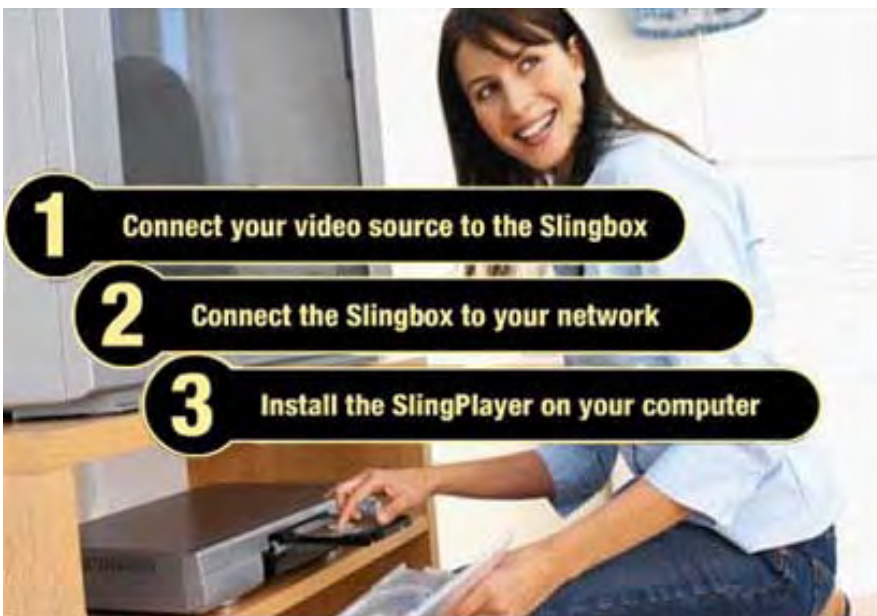 1 Connect your video source to the Slingbox
2 Connect the Slingbox to your network
3 Install the SlingPlayer on your computer